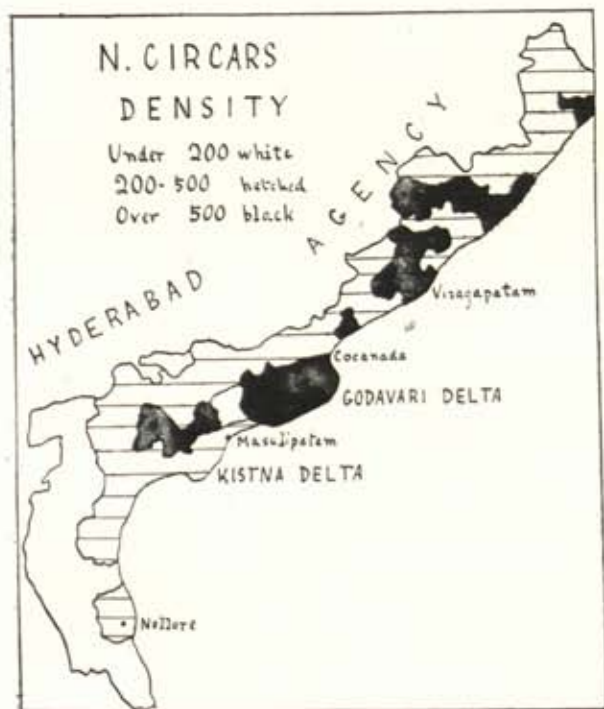 N. CIRCARS
DENSITY
Under 200 white
200-500 hatched
Over 500 black
AGENCY
HYDERABAD
Vizagapatam
Cocanada
GODAVARI DELTA
Masulipatam
KISTNA DELTA
Nellore